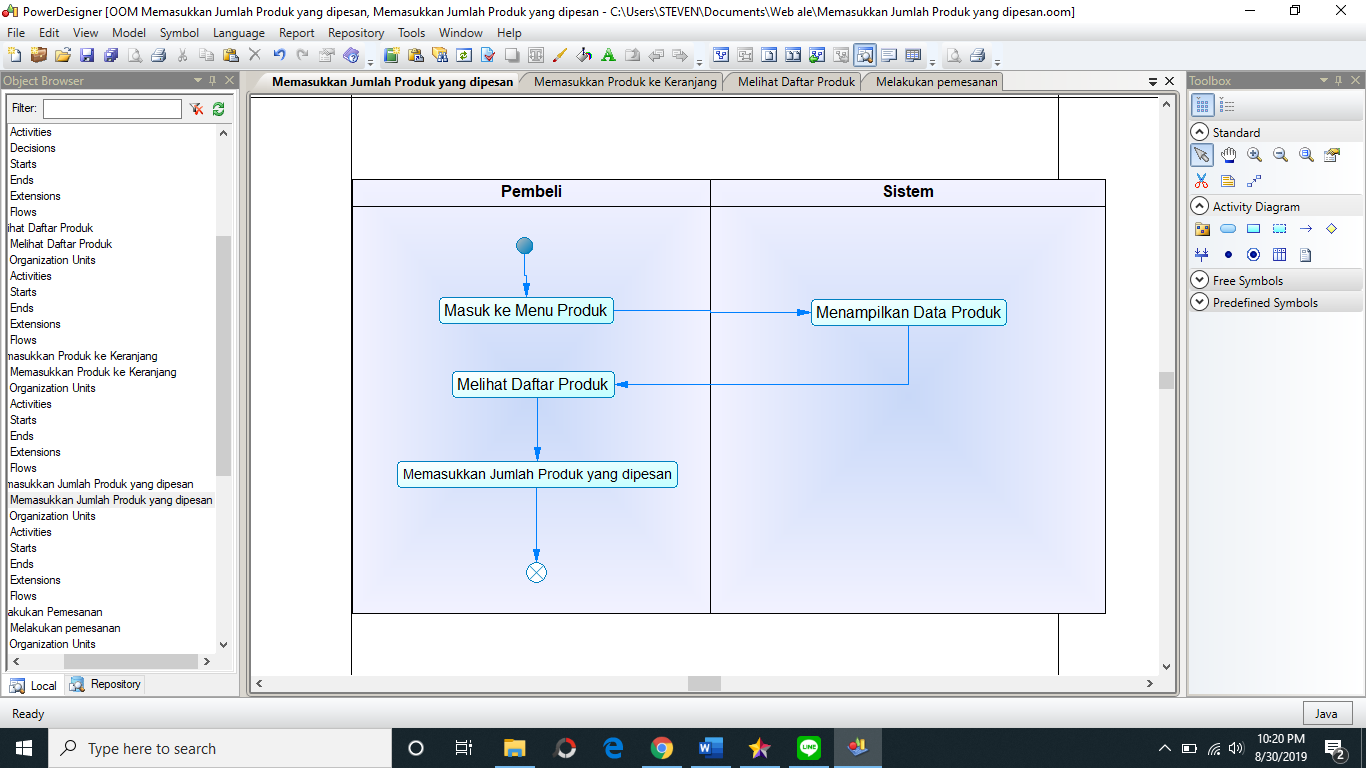 PowerDesigner [OOM Memasukkan Jumlah Produk yang dipesan, Memasukkan Jumlah Produk yang dipesan - C:\Users\STEVEN\Documents\Web ale\Memasukkan Jumlah Produk yang dipesan.oom]
File Edit View Model Symbol Language Report Repository Tools Window Help
Object Browser
Filter:
Activities
Decisions
Starts
Ends
Extensions
Flows
ihat Daftar Produk
Melihat Daftar Produk
Organization Units
Activities
Starts
Ends
Extensions
Flows
masukkan Produk ke Keranjang
Memasukkan Produk ke Keranjang
Organization Units
Activities
Starts
Ends
Extensions
Flows
masukkan Jumlah Produk yang dipesan
Memasukkan Jumlah Produk yang dipesan
Organization Units
Activities
Starts
Ends
Extensions
Flows
akukan Pemesanan
Melakukan pemesanan
Organization Units
Local Repository
Memasukkan Jumlah Produk yang dipesan Memasukkan Produk ke Keranjang Melihat Daftar Produk Melakukan pemesanan
Pembeli Sistem
Masuk ke Menu Produk
Menampilkan Data Produk
Melihat Daftar Produk
Memasukkan Jumlah Produk yang dipesan
Toolbox
Standard
Activity Diagram
Free Symbols
Predefined Symbols
Ready
Java
Type here to search
LINE
10:20 PM
8/30/2019
2